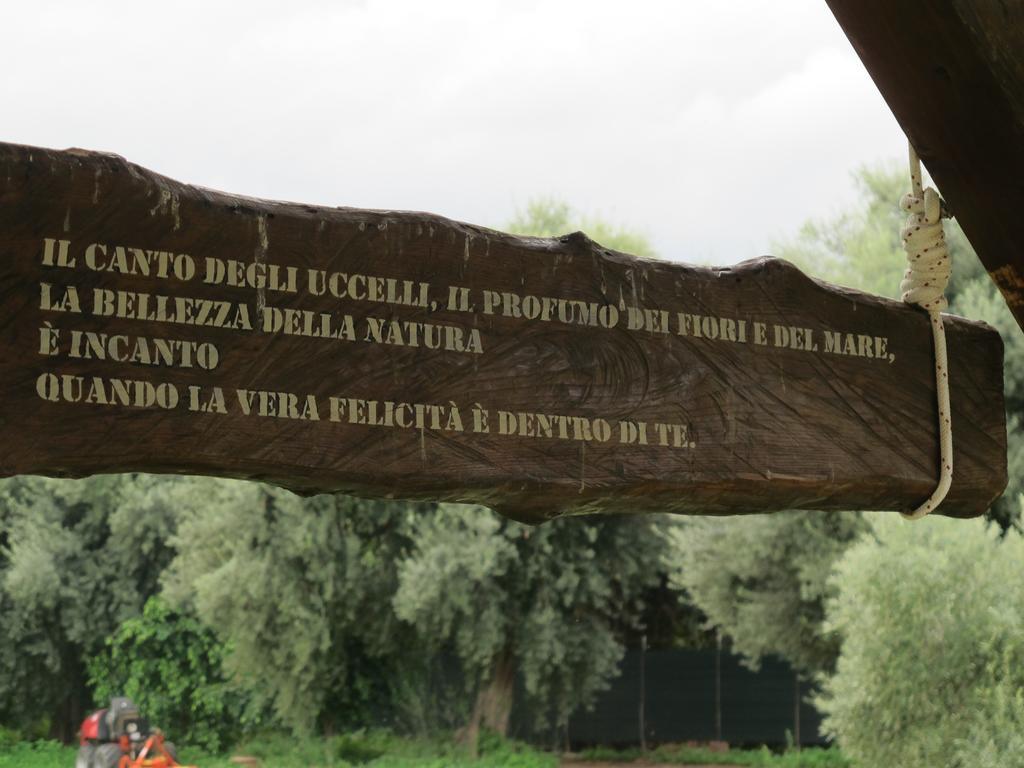 IL CANTO DEGLI UCCELLI, IL PROFUMO DEI FIORI E DEL MARE,
LA BELLEZZA DELLA NATURA
È INCANTO
QUANDO LA VERA FELICITÀ È DENTRO DI TE.